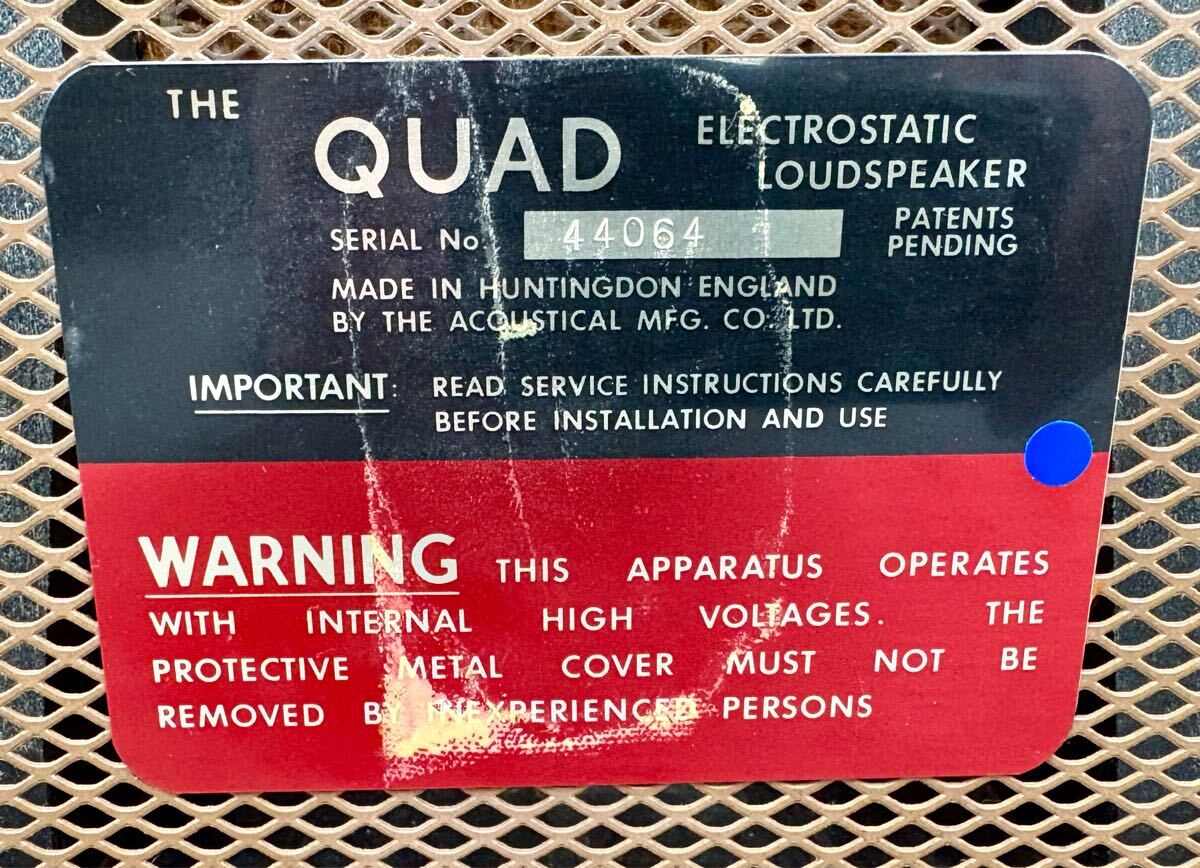 THE
QUAD
ELECTROSTATIC
LOUDSPEAKER
SERIAL No. 44064
PATENTS
PENDING
MADE IN HUNTINGDON ENGLAND
BY THE ACOUSTICAL MFG. CO. LTD.
IMPORTANT: READ SERVICE INSTRUCTIONS CAREFULLY
BEFORE INSTALLATION AND USE
WARNING THIS APPARATUS OPERATES
WITH INTERNAL HIGH VOLTAGES. THE
PROTECTIVE METAL COVER MUST NOT BE
REMOVED BY INEXPERIENCED PERSONS